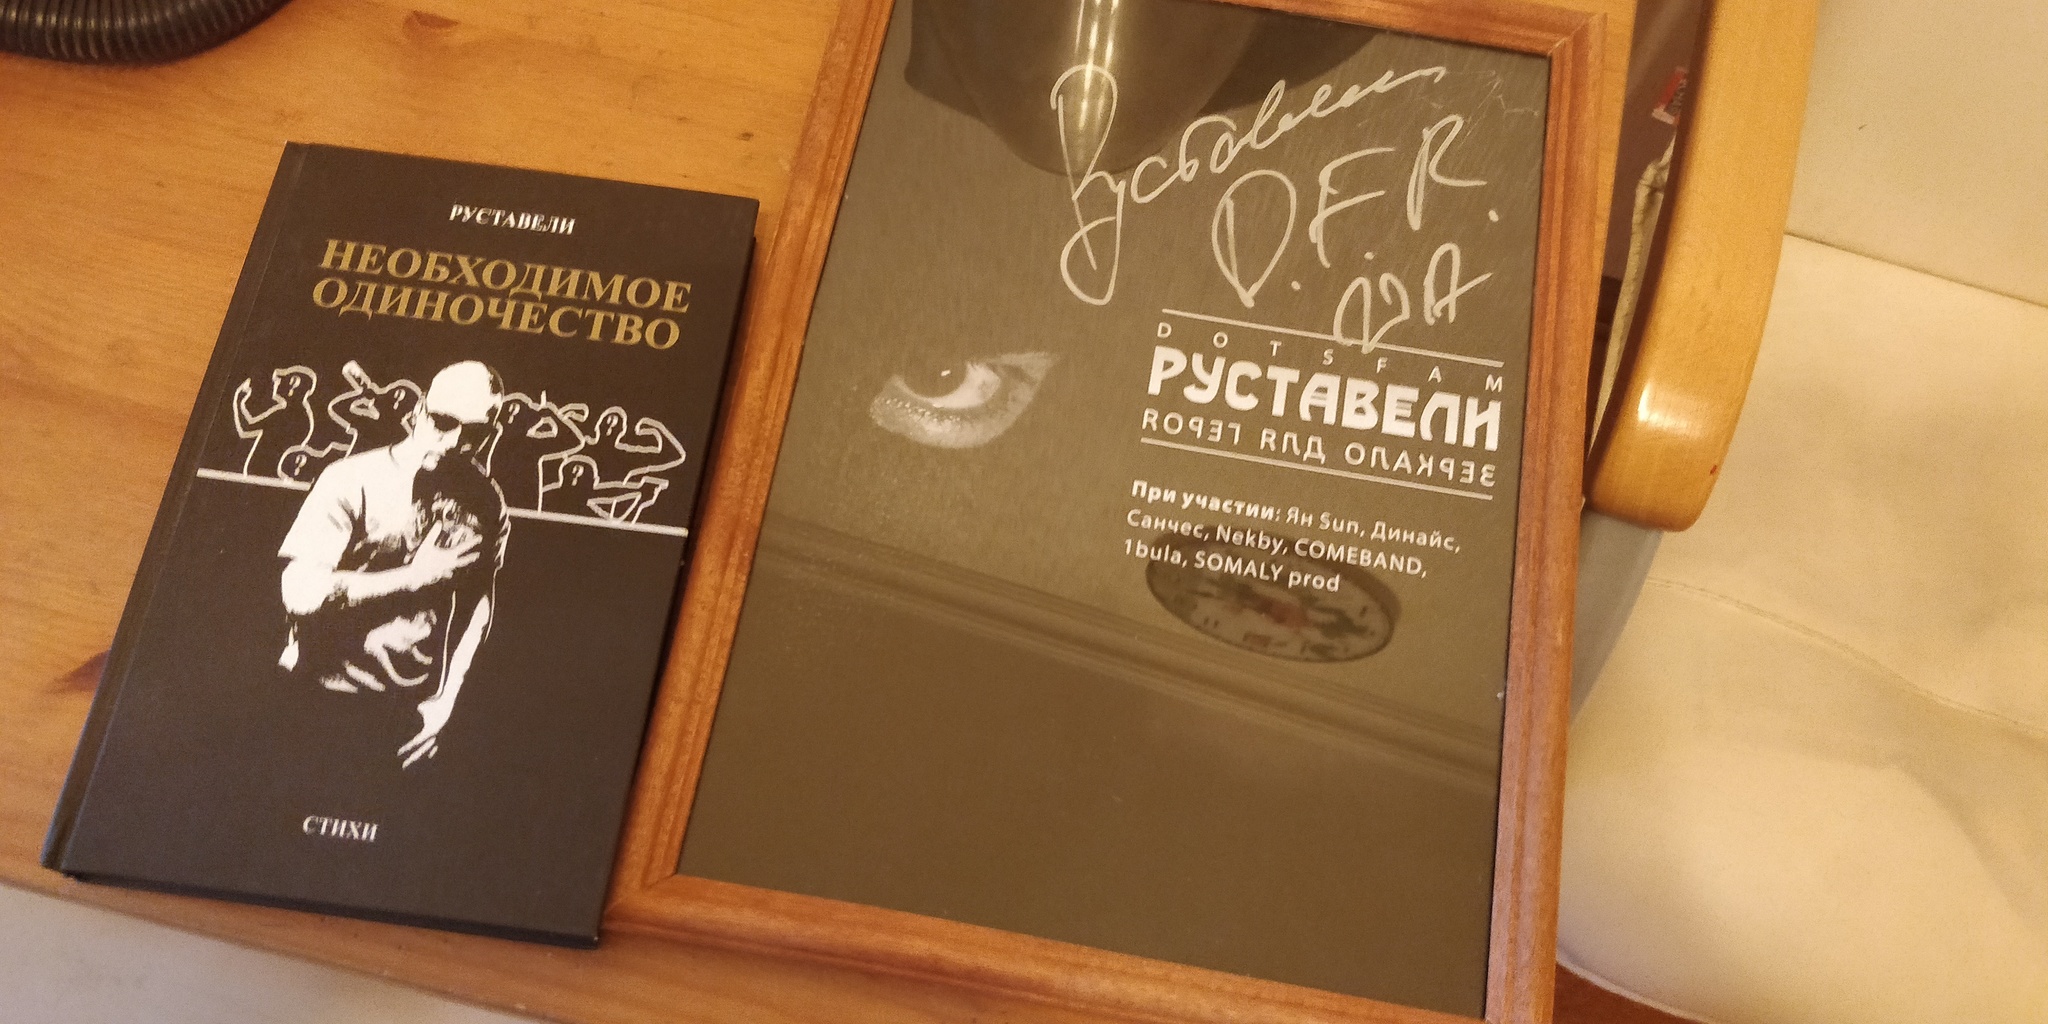 РУСТАВЕЛИ
НЕОБХОДИМОЕ
ОДИНОЧЕСТВО
СТИХИ
Руставели
D.F.R.
DOTSFAM
РУСТАВЕЛИ
ЗЕРКАЛО ДЛЯ ГЕРОЯ
При участии: Ян Sun, Динайс,
Санчес, Nekby, COMEBAND,
1bula, SOMALY prod